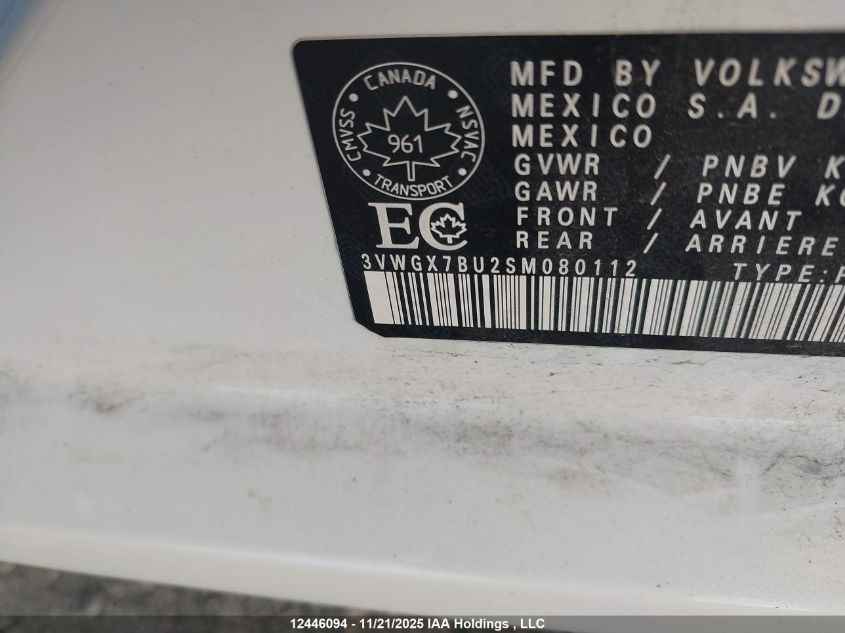 CANADA
CMVSS
NSVAC
961
TRANSPORT
EC
MFD BY VOLKSW
MEXICO S.A. D
MEXICO
GVWR / PNBV K
GAWR / PNBE KG
FRONT / AVANT
REAR / ARRIERE
3VWGX7BU2SM080112
TYPE:P
12446094 - 11/21/2025 IAA Holdings , LLC